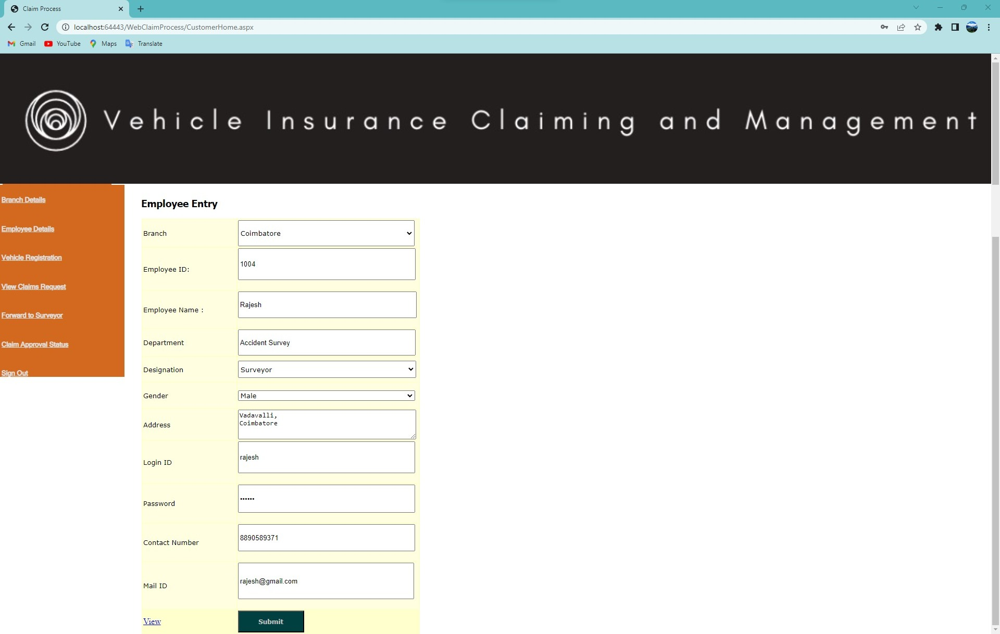 Claim Process
localhost:64443/WebClaimProcess/CustomerHome.aspx
Gmail YouTube Maps Translate
Vehicle Insurance Claiming and Management
Branch Details
Employee Details
Vehicle Registration
View Claims Request
Forward to Surveyor
Claim Approval Status
Sign Out
Employee Entry
Branch Coimbatore
Employee ID: 1004
Employee Name : Rajesh
Department Accident Survey
Designation Surveyor
Gender Male
Address Vadavalli,
Coimbatore
Login ID rajesh
Password ••••••
Contact Number 8890589371
Mail ID rajesh@gmail.com
View Submit